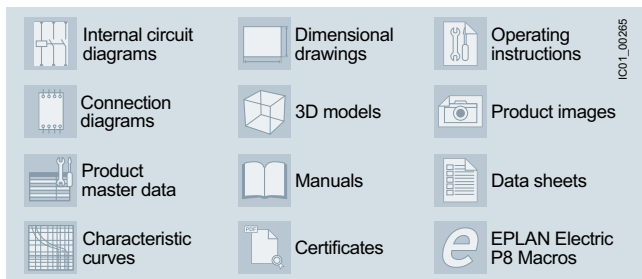 Internal circuit
diagrams
Dimensional
drawings
Operating
instructions
IC01_00265
Connection
diagrams
3D models
Product images
Product
master data
Manuals
Data sheets
Characteristic
curves
PDF
Certificates
e
EPLAN Electric
P8 Macros